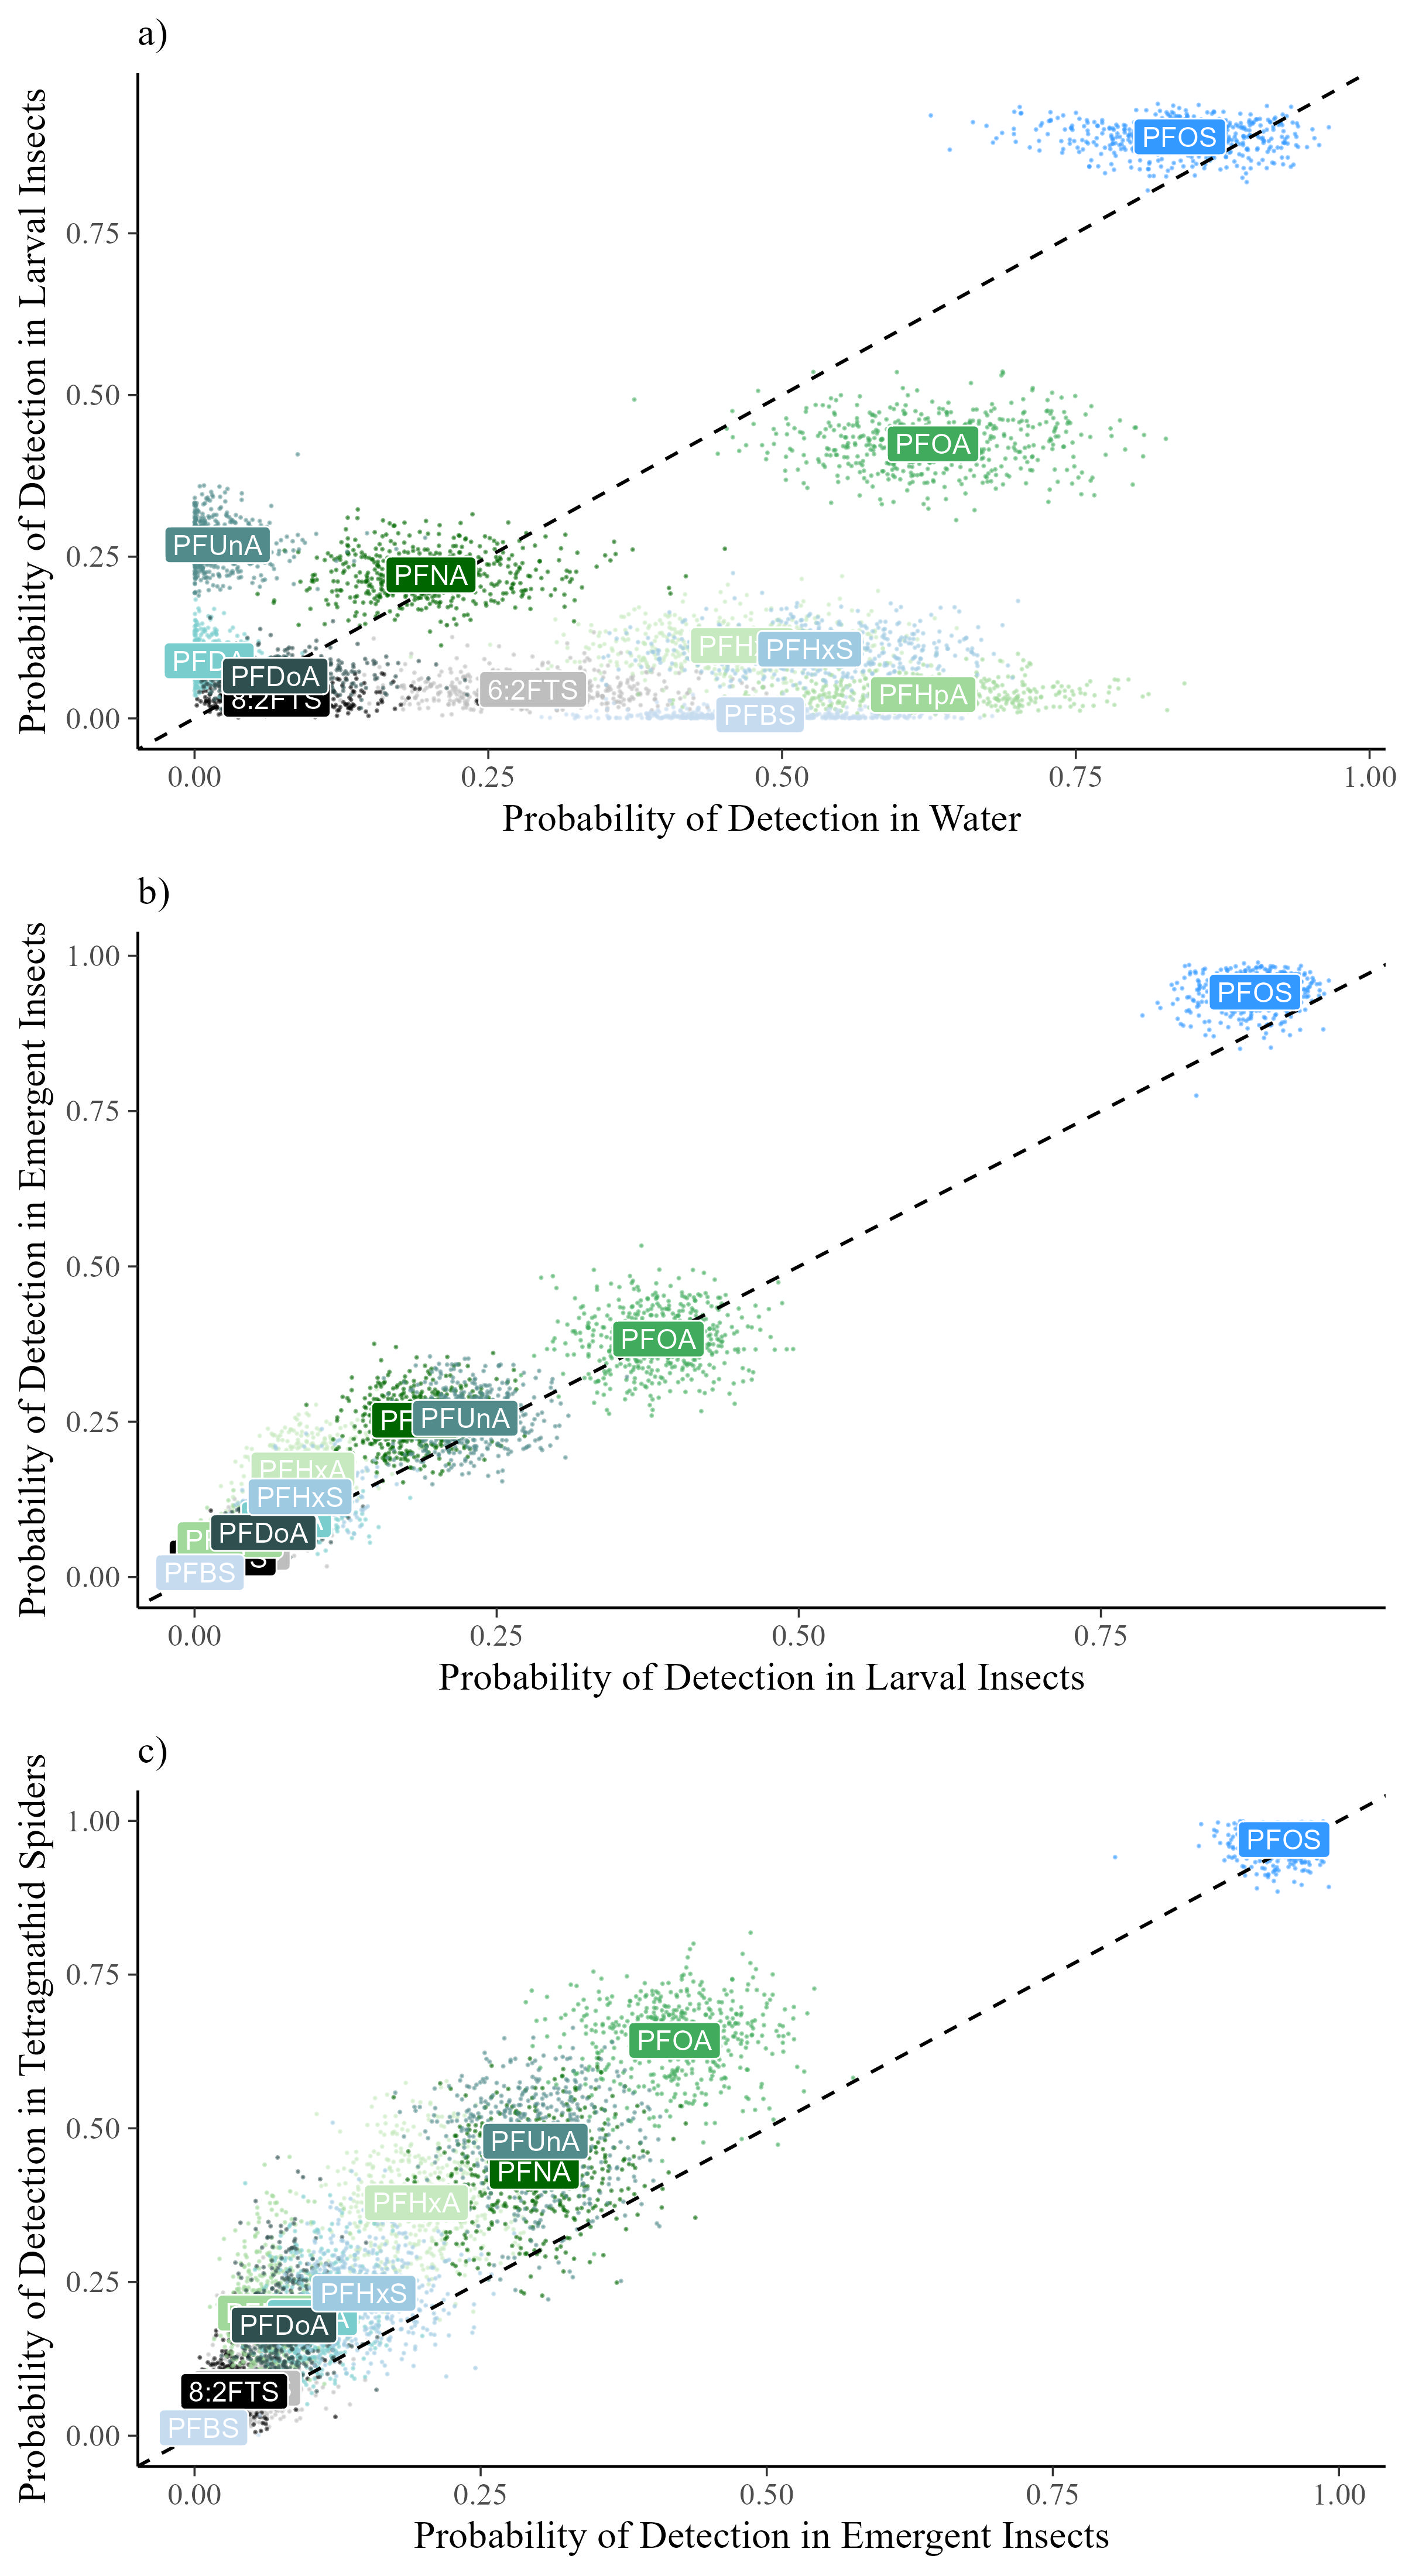 a)
Probability of Detection in Larval Insects
0.75
0.50
0.25
0.00
PFOS
PFOA
PFUnA
PFNA
PFHxS
PFDoA
6:2FTS
8:2FTS
PFHpA
PFBS
0.00 0.25 0.50 0.75 1.00
Probability of Detection in Water
b)
Probability of Detection in Emergent Insects
1.00
0.75
0.50
0.25
0.00
PFOS
PFOA
PFUnA
PFHxA
PFHxS
PFDoA
PFBS
0.00 0.25 0.50 0.75
Probability of Detection in Larval Insects
c)
Probability of Detection in Tetragnathid Spiders
1.00
0.75
0.50
0.25
0.00
PFOS
PFOA
PFUnA
PFNA
PFHxA
PFHxS
PFDoA
8:2FTS
PFBS
0.00 0.25 0.50 0.75 1.00
Probability of Detection in Emergent Insects